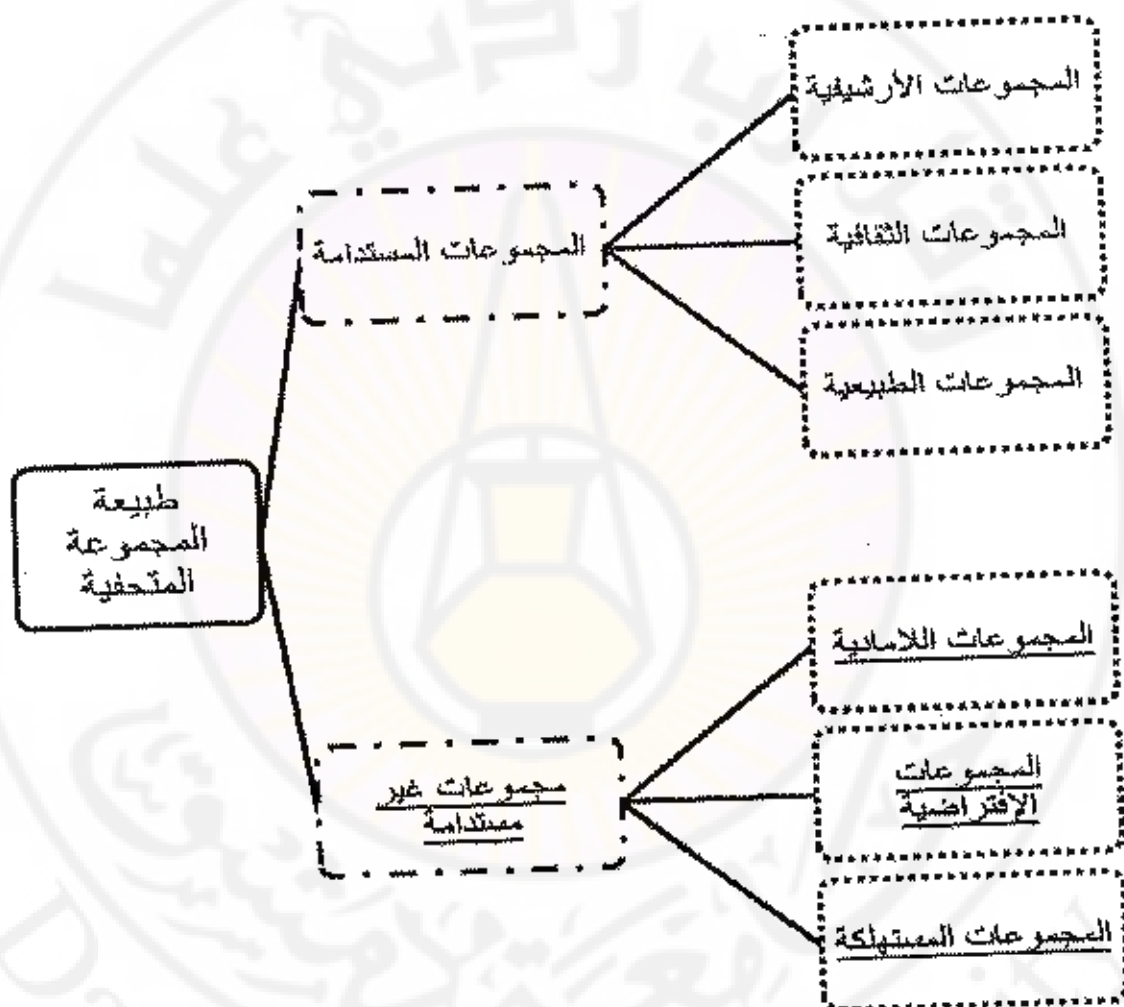 المجموعات الأرشيفية
المجموعات المستدامة
المجموعات الثقافية
المجموعات الطبيعية
طبيعة
المجموعة
المتحفية
المجموعات اللامادية
مجموعات غير
مستدامة
المجموعات
الإفتراضية
المجموعات المستهلكة